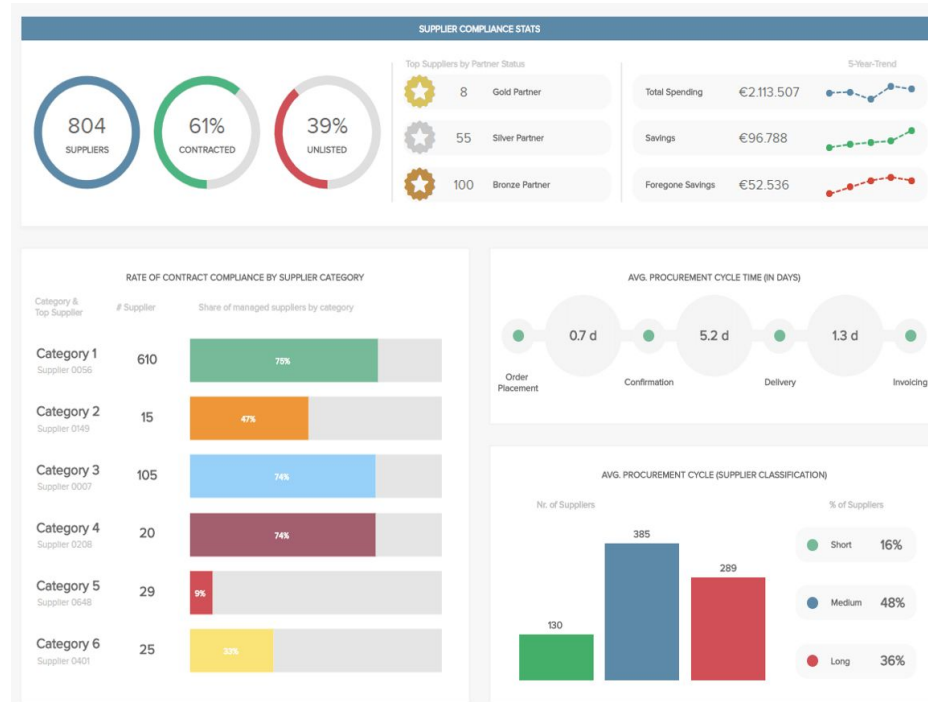 SUPPLIER COMPLIANCE STATS
804
SUPPLIERS
61%
CONTRACTED
39%
UNLISTED
Top Suppliers by Partner Status
8 Gold Partner
55 Silver Partner
100 Bronze Partner
5-Year-Trend
Total Spending €2.113.507
Savings €96.788
Foregone Savings €52.536
RATE OF CONTRACT COMPLIANCE BY SUPPLIER CATEGORY
Category &
Top Supplier
# Supplier
Share of managed suppliers by category
Category 1
Supplier 0056
610
75%
Category 2
Supplier 0149
15
47%
Category 3
Supplier 0007
105
74%
Category 4
Supplier 0208
20
74%
Category 5
Supplier 0648
29
9%
Category 6
Supplier 0401
25
33%
AVG. PROCUREMENT CYCLE TIME (IN DAYS)
0.7 d
5.2 d
1.3 d
Order
Placement
Confirmation
Delivery
Invoicing
AVG. PROCUREMENT CYCLE (SUPPLIER CLASSIFICATION)
Nr. of Suppliers
130
385
289
% of Suppliers
Short 16%
Medium 48%
Long 36%